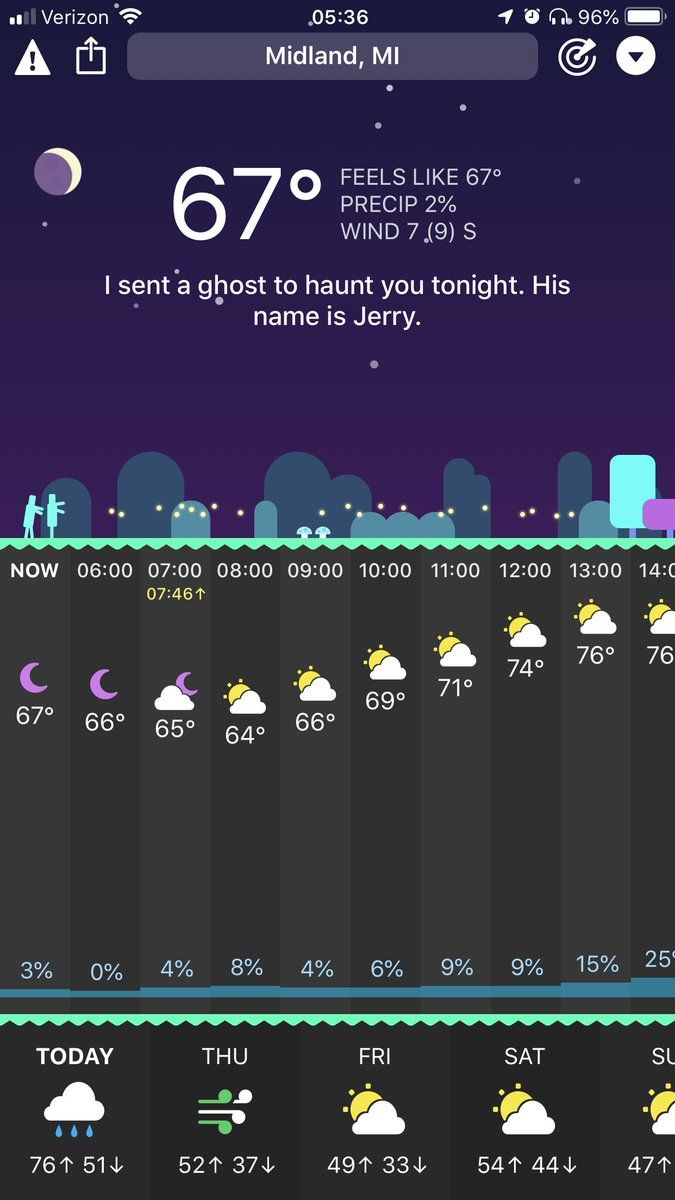 Verizon 05:36 96%
Midland, MI
67° FEELS LIKE 67°
PRECIP 2%
WIND 7 (9) S
I sent a ghost to haunt you tonight. His
name is Jerry.
NOW 06:00 07:00 08:00 09:00 10:00 11:00 12:00 13:00 14:0
07:46↑
67° 66° 65° 64° 66° 69° 71° 74° 76° 76
3% 0% 4% 8% 4% 6% 9% 9% 15% 25%
TODAY THU FRI SAT SU
76↑ 51↓ 52↑ 37↓ 49↑ 33↓ 54↑ 44↓ 47↑